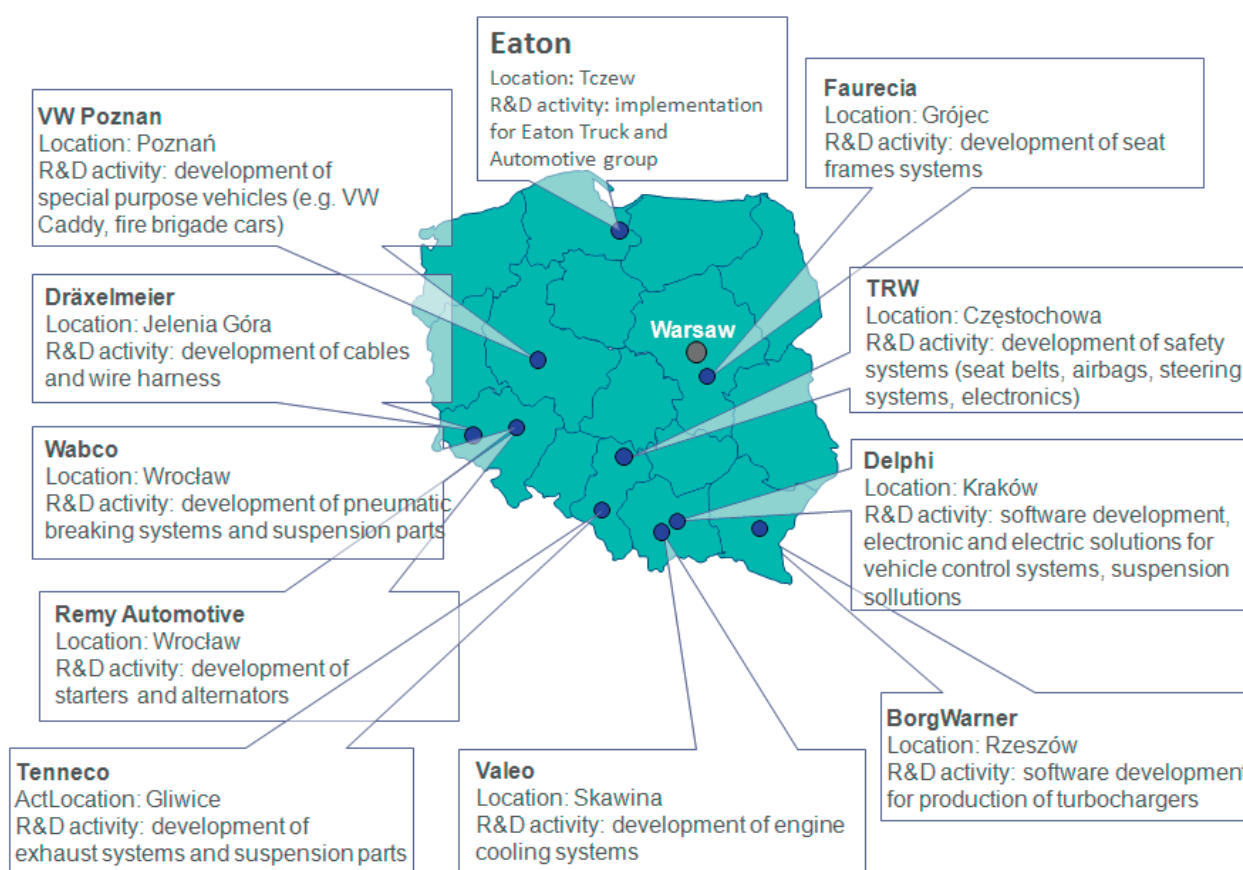 Eaton
Location: Tczew
R&D activity: implementation
for Eaton Truck and
Automotive group
Faurecia
Location: Grójec
R&D activity: development of seat
frames systems
VW Poznan
Location: Poznań
R&D activity: development of
special purpose vehicles (e.g. VW
Caddy, fire brigade cars)
Dräxelmeier
Location: Jelenia Góra
R&D activity: development of cables
and wire harness
TRW
Location: Częstochowa
R&D activity: development of safety
systems (seat belts, airbags, steering
systems, electronics)
Warsaw
Wabco
Location: Wrocław
R&D activity: development of pneumatic
breaking systems and suspension parts
Delphi
Location: Kraków
R&D activity: software development,
electronic and electric solutions for
vehicle control systems, suspension
sollutions
Remy Automotive
Location: Wrocław
R&D activity: development of
starters and alternators
BorgWarner
Location: Rzeszów
R&D activity: software development
for production of turbochargers
Tenneco
ActLocation: Gliwice
R&D activity: development of
exhaust systems and suspension parts
Valeo
Location: Skawina
R&D activity: development of engine
cooling systems